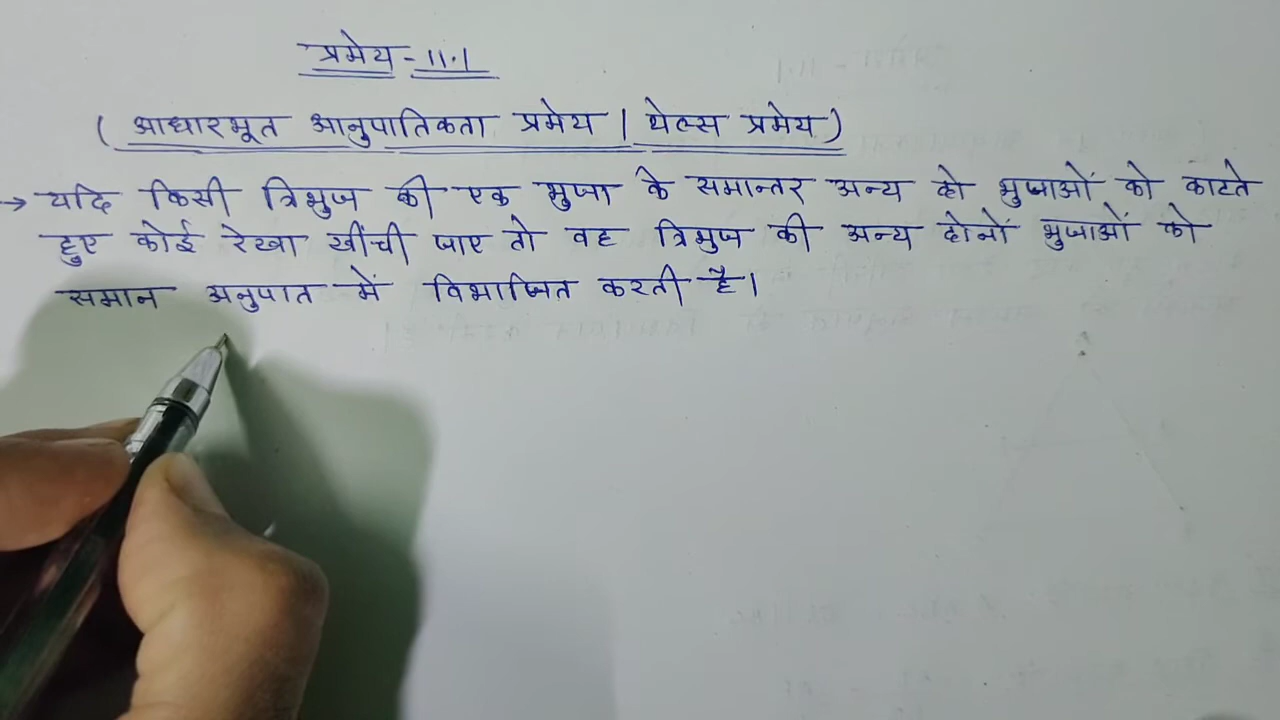 प्रमेय - 11.1
( आधारभूत आनुपातिकता प्रमेय | थेल्स प्रमेय )
→ यदि किसी त्रिभुज की एक भुजा के समान्तर अन्य दो भुजाओं को काटते
हुए कोई रेखा खींची जाए तो वह त्रिभुज की अन्य दोनों भुजाओं को
समान अनुपात में विभाजित करती है।